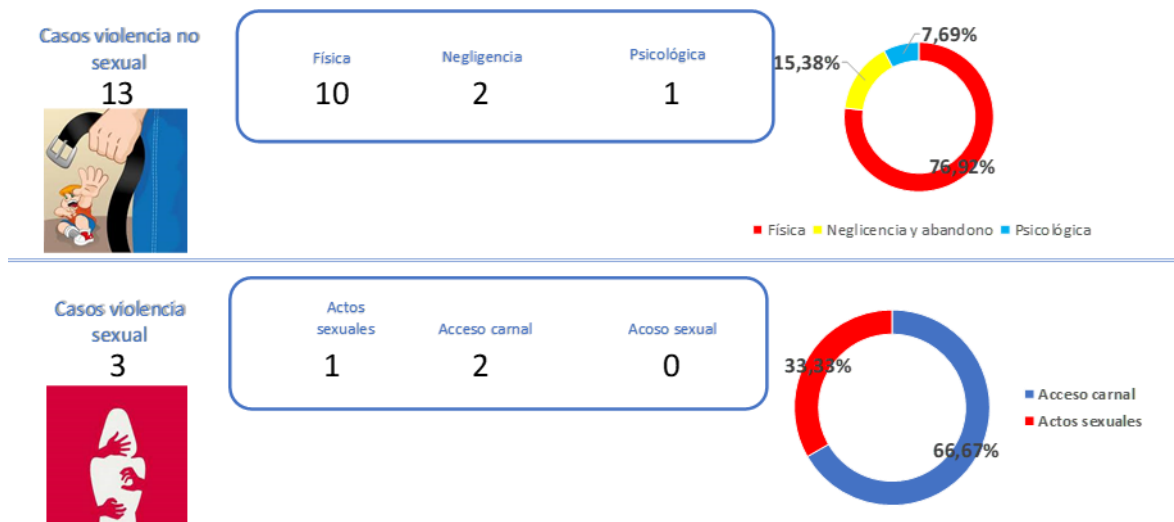 Casos violencia no
sexual
13
Física
10
Negligencia
2
Psicológica
1
7,69%
15,38%
76,92%
Física
Neglicencia y abandono
Psicológica
Casos violencia
sexual
3
Actos
sexuales
1
Acceso carnal
2
Acoso sexual
0
33,33%
66,67%
Acceso carnal
Actos sexuales